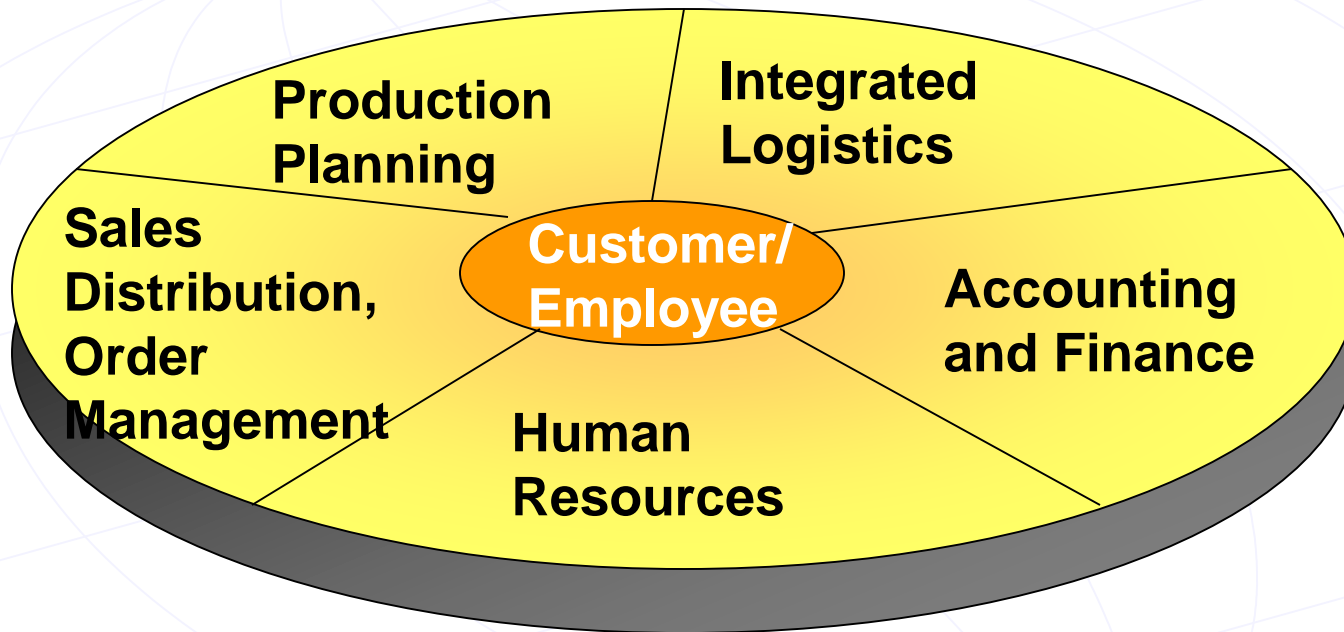 Production
Planning
Integrated
Logistics
Sales
Distribution,
Order
Management
Customer/
Employee
Accounting
and Finance
Human
Resources